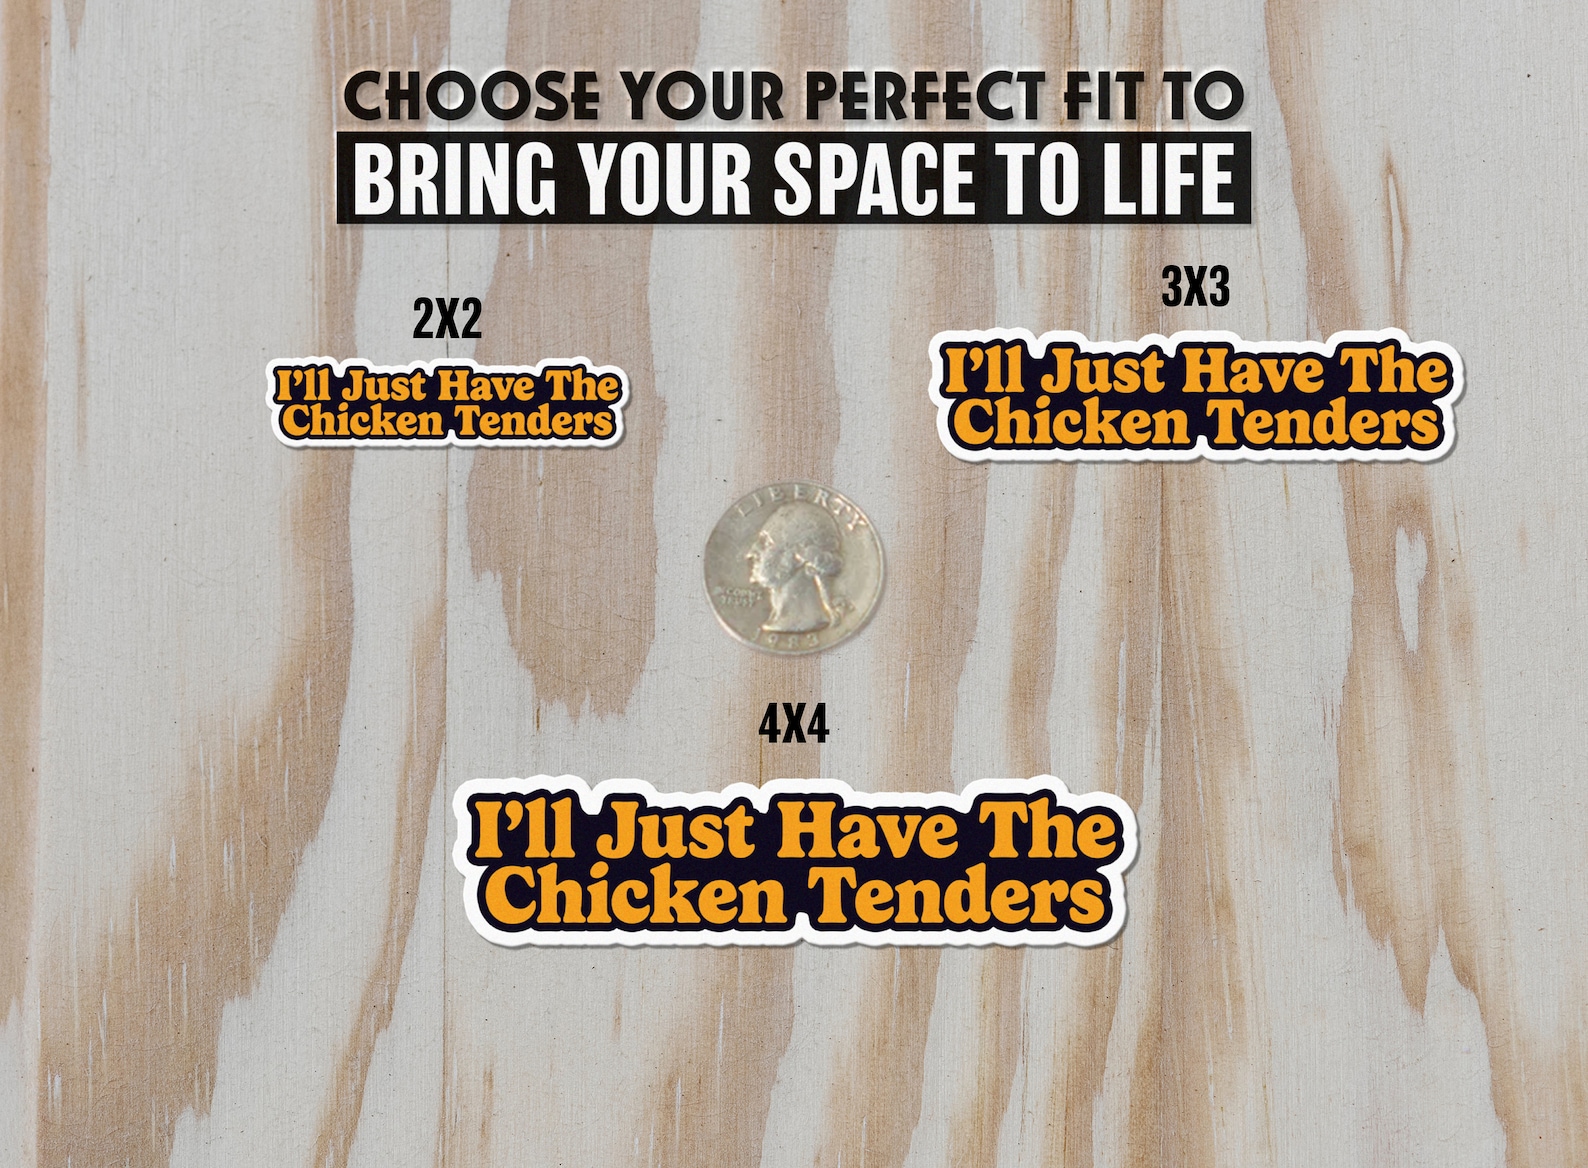 CHOOSE YOUR PERFECT FIT TO
BRING YOUR SPACE TO LIFE
2X2
I'll Just Have The
Chicken Tenders
3X3
I'll Just Have The
Chicken Tenders
LIBERTY
1983
4X4
I'll Just Have The
Chicken Tenders